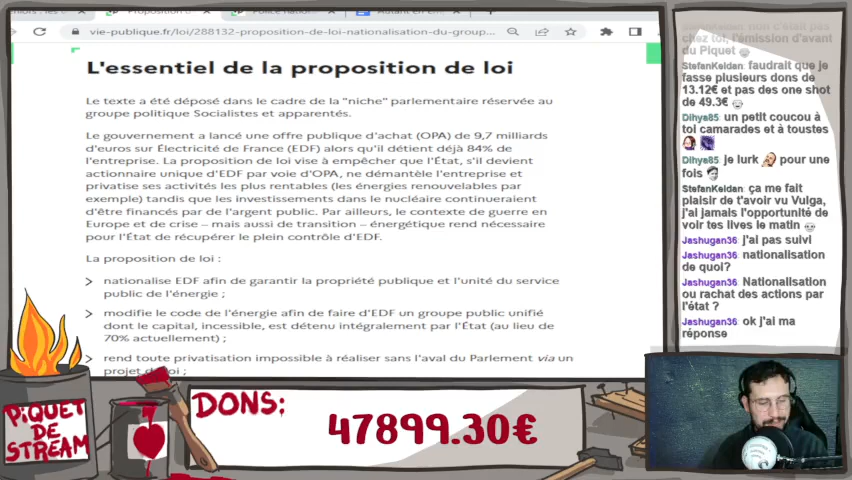 vie-publique.fr/loi/288132-proposition-de-loi-nationalisation-du-group...
L'essentiel de la proposition de loi
Le texte a été déposé dans le cadre de la "niche" parlementaire réservée au
groupe politique Socialistes et apparentés.
Le gouvernement a lancé une offre publique d'achat (OPA) de 9,7 milliards
d'euros sur Électricité de France (EDF) alors qu'il détient déjà 84% de
l'entreprise. La proposition de loi vise à empêcher que l'État, s'il devient
actionnaire unique d'EDF par voie d'OPA, ne démantèle l'entreprise et
privatise ses activités les plus rentables (les énergies renouvelables par
exemple) tandis que les investissements dans le nucléaire continueraient
d'être financés par de l'argent public. Par ailleurs, le contexte de guerre en
Europe et de crise – mais aussi de transition – énergétique rend nécessaire
pour l'État de récupérer le plein contrôle d'EDF.
La proposition de loi :
nationalise EDF afin de garantir la propriété publique et l'unité du service
public de l'énergie ;
modifie le code de l'énergie afin de faire d'EDF un groupe public unifié
dont le capital, incessible, est détenu intégralement par l'État (au lieu de
70% actuellement) ;
rend toute privatisation impossible à réaliser sans l'aval du Parlement via un
projet de loi ;
StefanKeldan: non c'était pas
chez toi, l'émission d'avant
du Piquet
StefanKeldan: faudrait que je
fasse plusieurs dons de
13.12€ et pas des one shot
de 49.3€
Dihya85: un petit coucou à
toi camarades et à toustes
Dihya85: je lurk pour une
fois
StefanKeldan: ça me fait
plaisir de t'avoir vu Vulga,
j'ai jamais l'opportunité de
voir tes lives le matin
Jashugan36: j'ai pas suivi
Jashugan36: nationalisation
de quoi?
Jashugan36: Nationalisation
ou rachat des actions par
l'état ?
Jashugan36: ok j'ai ma
réponse
PiQUET
DE
STREAM
DONS:
47899.30€